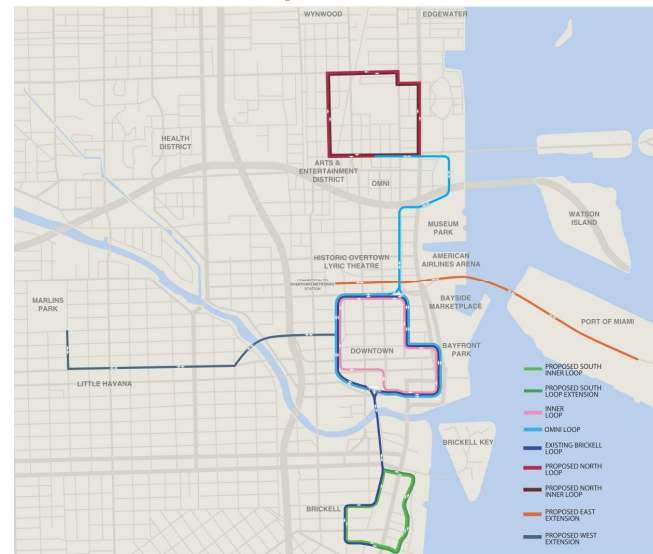 WYNWOOD
EDGEWATER
HEALTH
DISTRICT
ARTS &
ENTERTAINMENT
DISTRICT
OMNI
MUSEUM
PARK
WATSON
ISLAND
HISTORIC OVERTOWN
LYRIC THEATRE
AMERICAN
AIRLINES ARENA
MARLINS
PARK
BAYSIDE
MARKETPLACE
PORT OF MIAMI
DOWNTOWN
BAYFRONT
PARK
LITTLE HAVANA
BRICKELL KEY
BRICKELL
PROPOSED SOUTH
INNER LOOP
PROPOSED SOUTH
LOOP EXTENSION
INNER
LOOP
OMNI LOOP
EXISTING BRICKELL
LOOP
PROPOSED NORTH
LOOP
PROPOSED NORTH
INNER LOOP
PROPOSED EAST
EXTENSION
PROPOSED WEST
EXTENSION